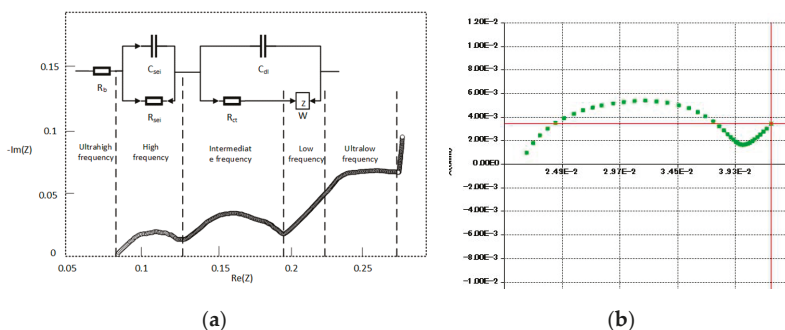 0.15
0.1
-Im(Z)
0.05
0
C_sei
R_b
R_sei
C_dl
R_ct
Z
W
Ultrahigh frequency
High frequency
Intermediat
e frequency
Low frequency
Ultralow frequency
0.05
0.1
0.15
0.2
0.25
Re(Z)
(a)
1.20E-2
1.00E-2
8.00E-3
6.00E-3
4.00E-3
2.00E-3
0.00E0
-2.00E-3
-4.00E-3
-6.00E-3
-8.00E-3
-1.00E-2
2.49E-2
2.97E-2
3.45E-2
3.93E-2
(b)